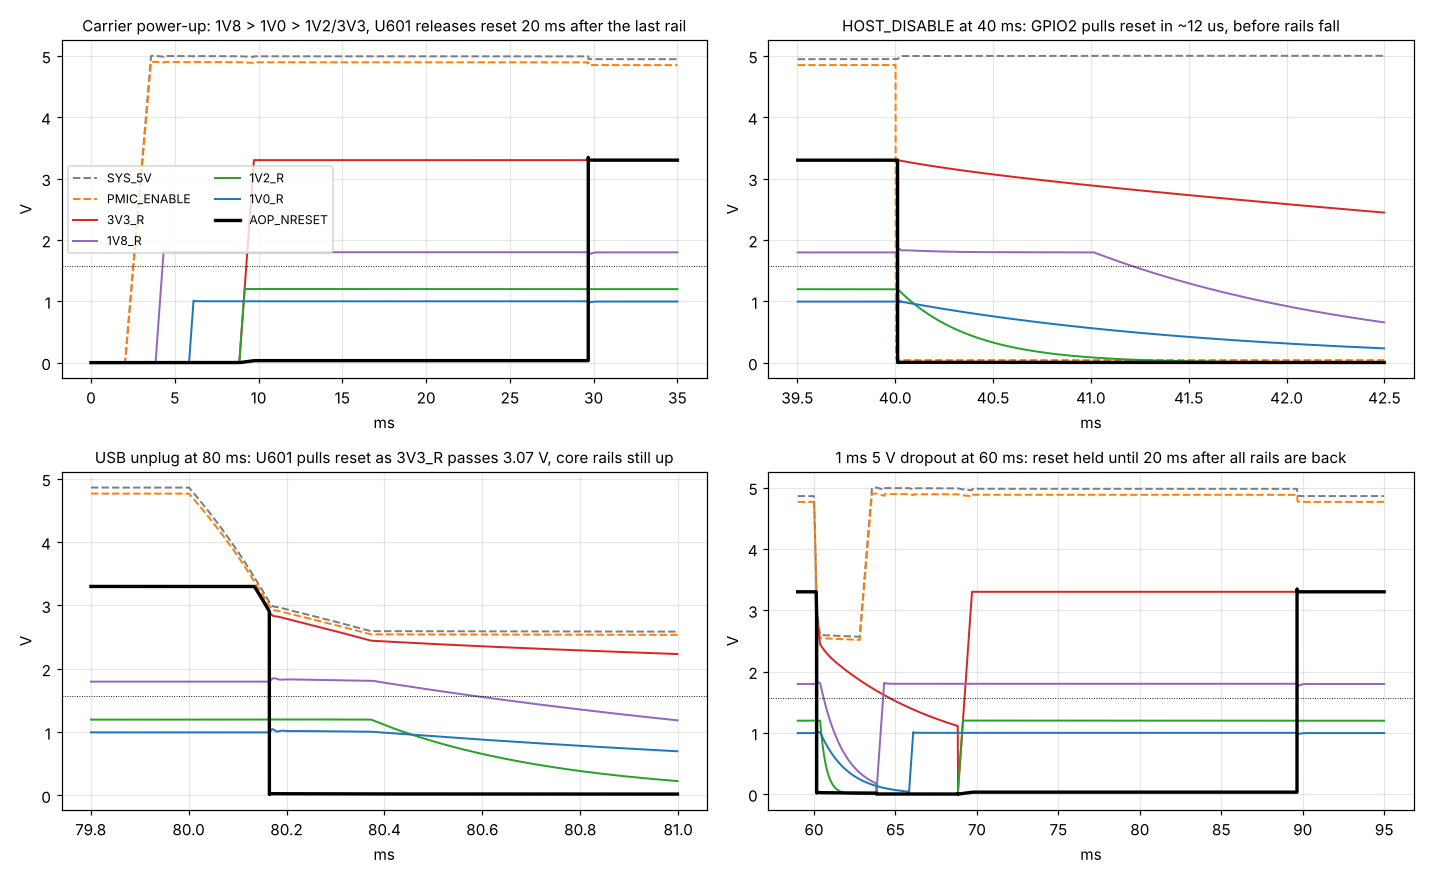 Carrier power-up: 1V8 > 1V0 > 1V2/3V3, U601 releases reset 20 ms after the last rail
V
5
4
3
2
1
0
SYS_5V
PMIC_ENABLE
3V3_R
1V8_R
1V2_R
1V0_R
AOP_NRESET
0 5 10 15 20 25 30 35
ms
HOST_DISABLE at 40 ms: GPIO2 pulls reset in ~12 us, before rails fall
V
5
4
3
2
1
0
39.5 40.0 40.5 41.0 41.5 42.0 42.5
ms
USB unplug at 80 ms: U601 pulls reset as 3V3_R passes 3.07 V, core rails still up
V
5
4
3
2
1
0
79.8 80.0 80.2 80.4 80.6 80.8 81.0
ms
1 ms 5 V dropout at 60 ms: reset held until 20 ms after all rails are back
V
5
4
3
2
1
0
60 65 70 75 80 85 90 95
ms